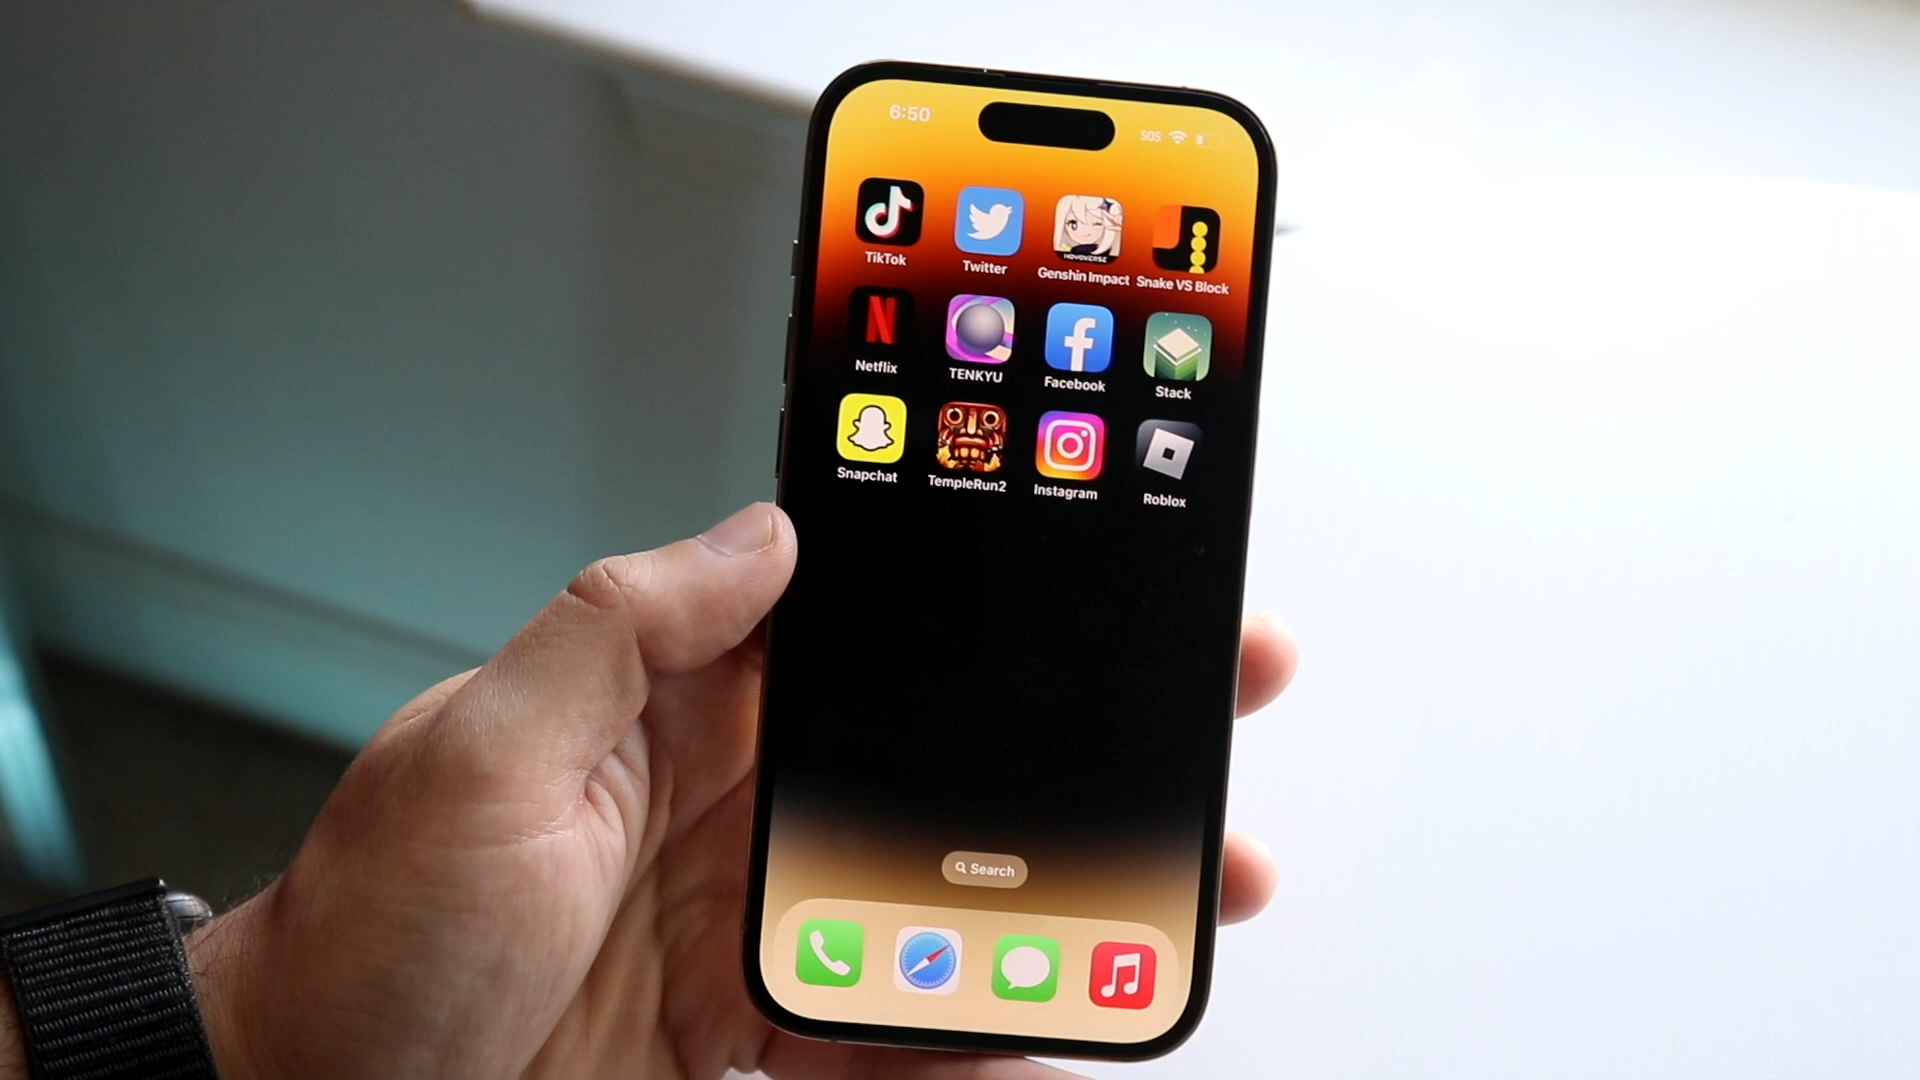 6:50 SOS
TikTok Twitter Genshin Impact Snake VS Block
HOYOVERSE
Netflix TENKYU Facebook Stack
Snapchat TempleRun2 Instagram Roblox
Search